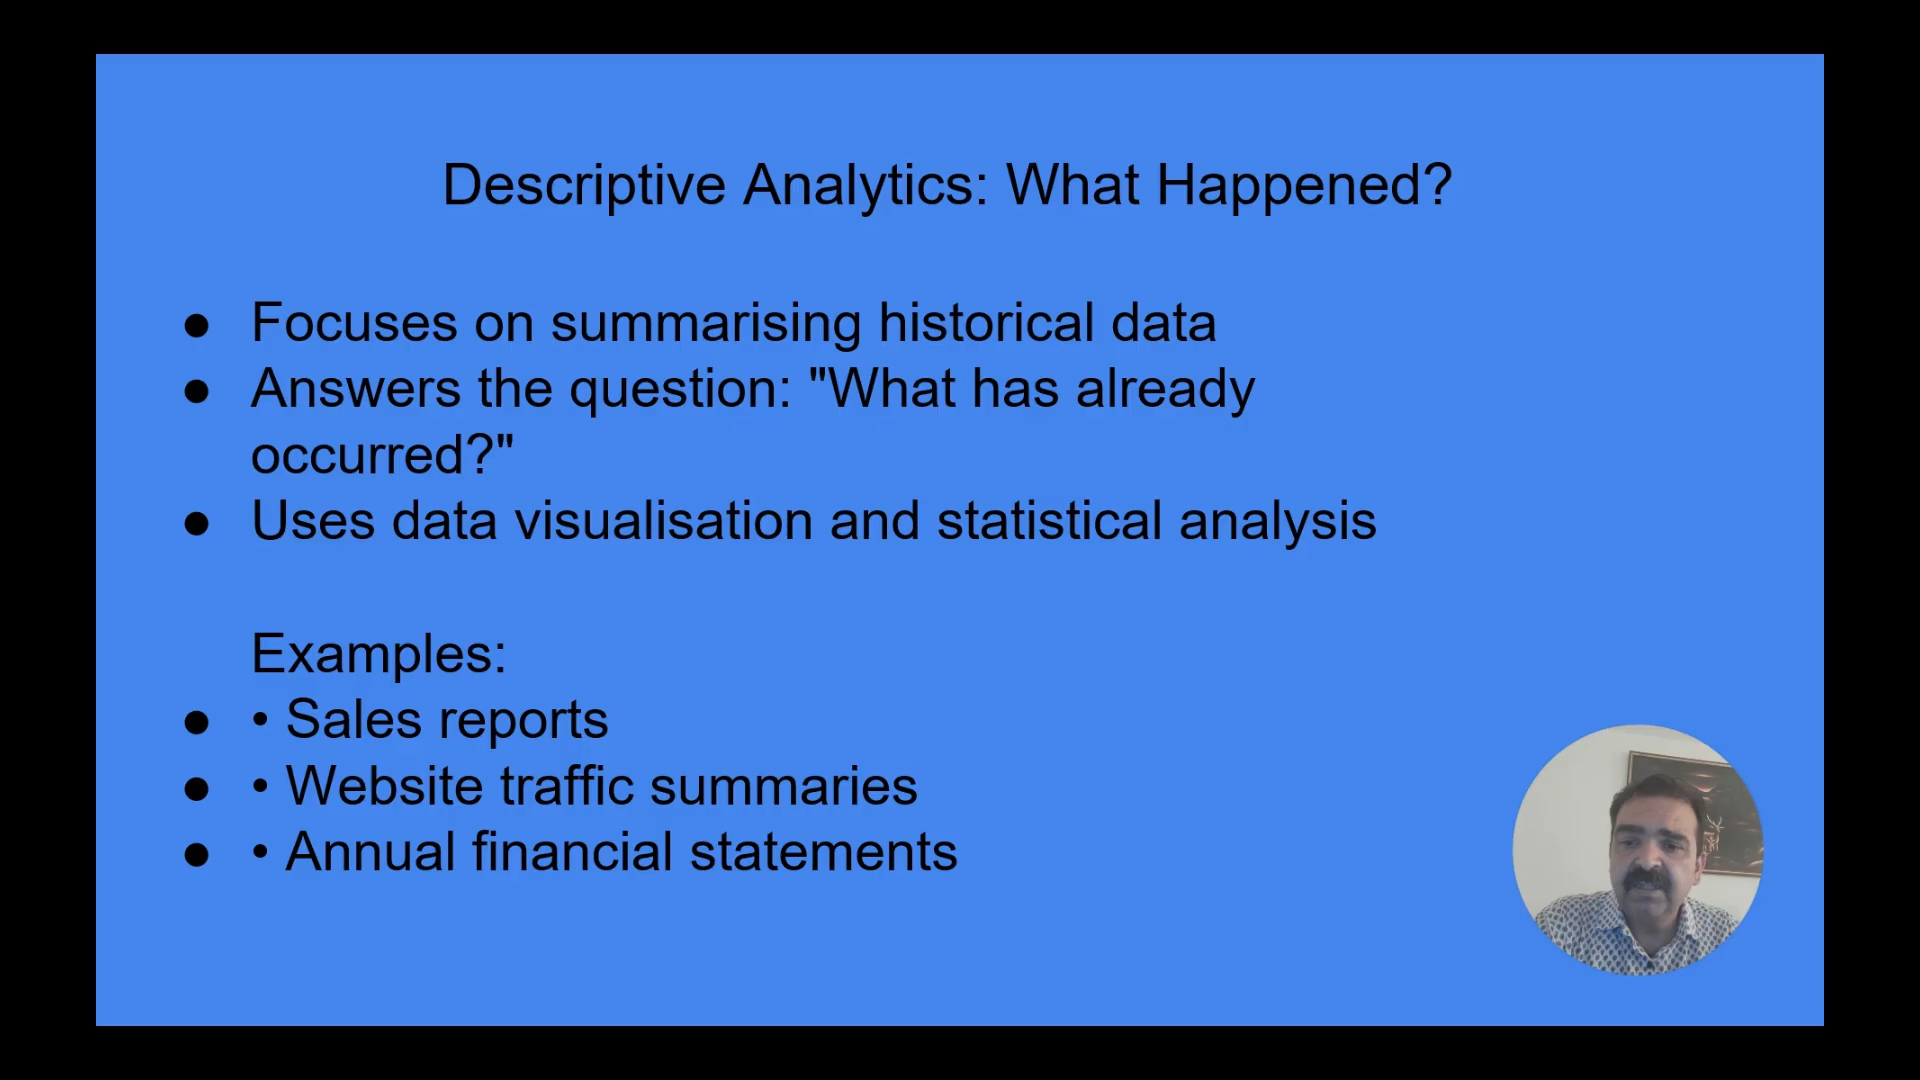 Descriptive Analytics: What Happened?
● Focuses on summarising historical data
● Answers the question: "What has already
occurred?"
● Uses data visualisation and statistical analysis
Examples:
● • Sales reports
● • Website traffic summaries
● • Annual financial statements